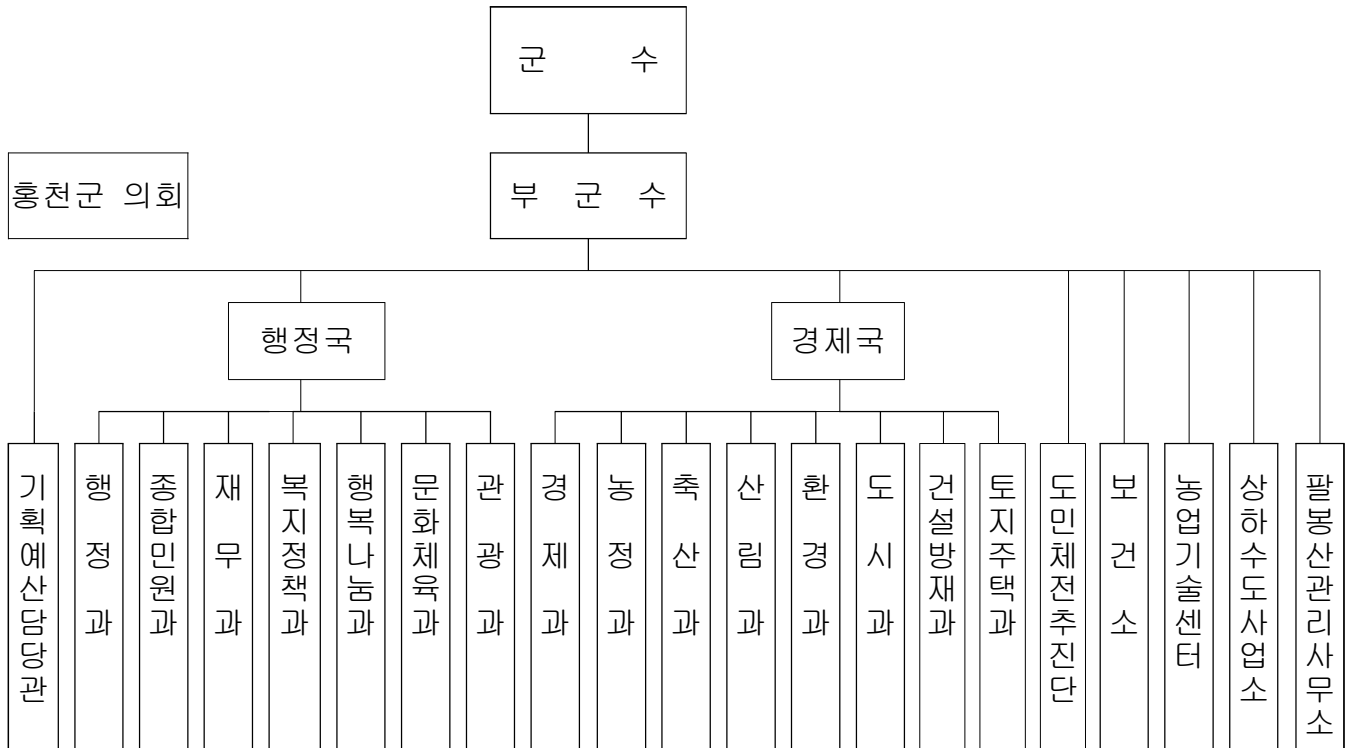 군 수
홍천군 의회
부 군 수
행정국
경제국
기획예산담당관
행정과
종합민원과
재무과
복지정책과
행복나눔과
문화체육과
관광과
경제과
농정과
축산과
산림과
환경과
도시과
건설방재과
토지주택과
도민체전추진단
보건소
농업기술센터
상하수도사업소
팔봉산관리사무소